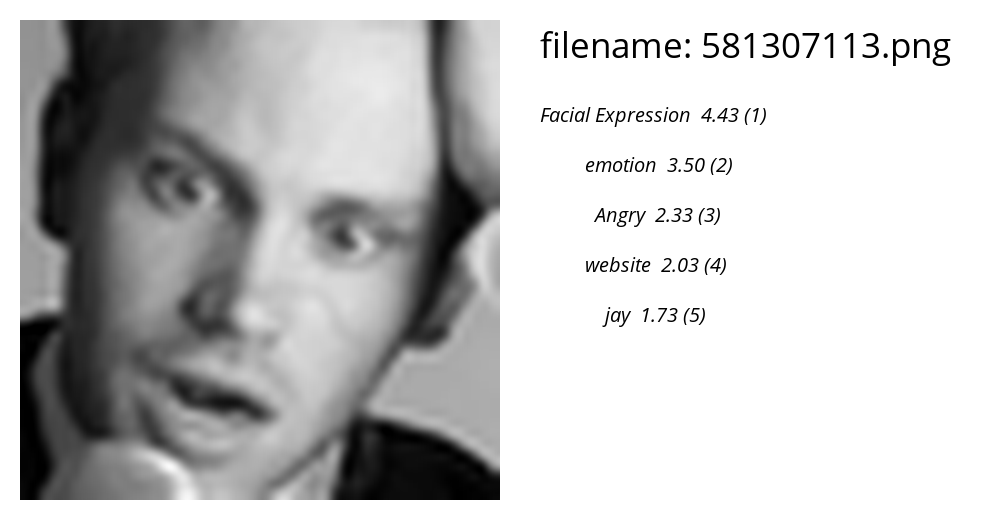 filename: 581307113.png
Facial Expression 4.43 (1)
emotion 3.50 (2)
Angry 2.33 (3)
website 2.03 (4)
jay 1.73 (5)